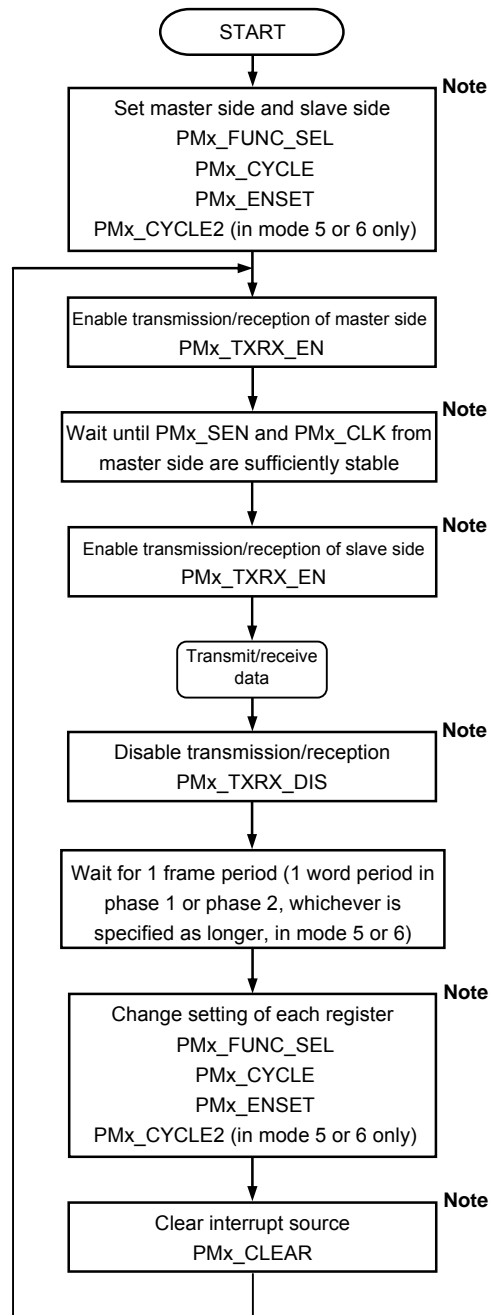 START
Note
Set master side and slave side
PMx_FUNC_SEL
PMx_CYCLE
PMx_ENSET
PMx_CYCLE2 (in mode 5 or 6 only)
Enable transmission/reception of master side
PMx_TXRX_EN
Note
Wait until PMx_SEN and PMx_CLK from
master side are sufficiently stable
Note
Enable transmission/reception of slave side
PMx_TXRX_EN
Transmit/receive
data
Note
Disable transmission/reception
PMx_TXRX_DIS
Wait for 1 frame period (1 word period in
phase 1 or phase 2, whichever is
specified as longer, in mode 5 or 6)
Note
Change setting of each register
PMx_FUNC_SEL
PMx_CYCLE
PMx_ENSET
PMx_CYCLE2 (in mode 5 or 6 only)
Note
Clear interrupt source
PMx_CLEAR